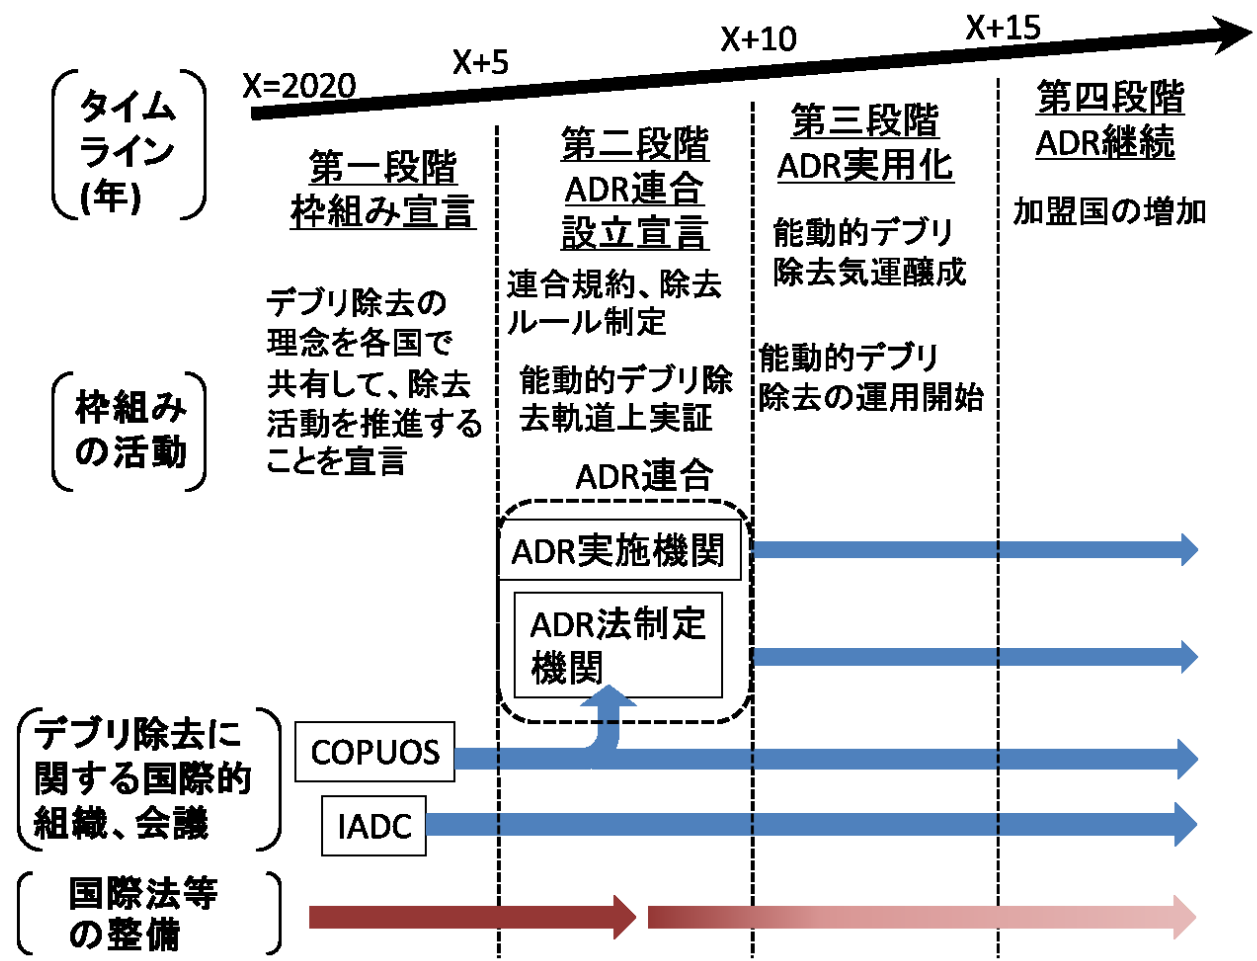 X=2020
X+5
X+10
X+15
タイム
ライン
(年)
第一段階
枠組み宣言
第二段階
ADR連合
設立宣言
第三段階
ADR実用化
第四段階
ADR継続
枠組み
の活動
デブリ除去の
理念を各国で
共有して、除去
活動を推進する
ことを宣言
連合規約、除去
ルール制定
能動的デブリ除
去軌道上実証
能動的デブリ
除去気運醸成
能動的デブリ
除去の運用開始
加盟国の増加
ADR連合
ADR実施機関
ADR法制定
機関
デブリ除去に
関する国際的
組織、会議
COPUOS
IADC
国際法等
の整備